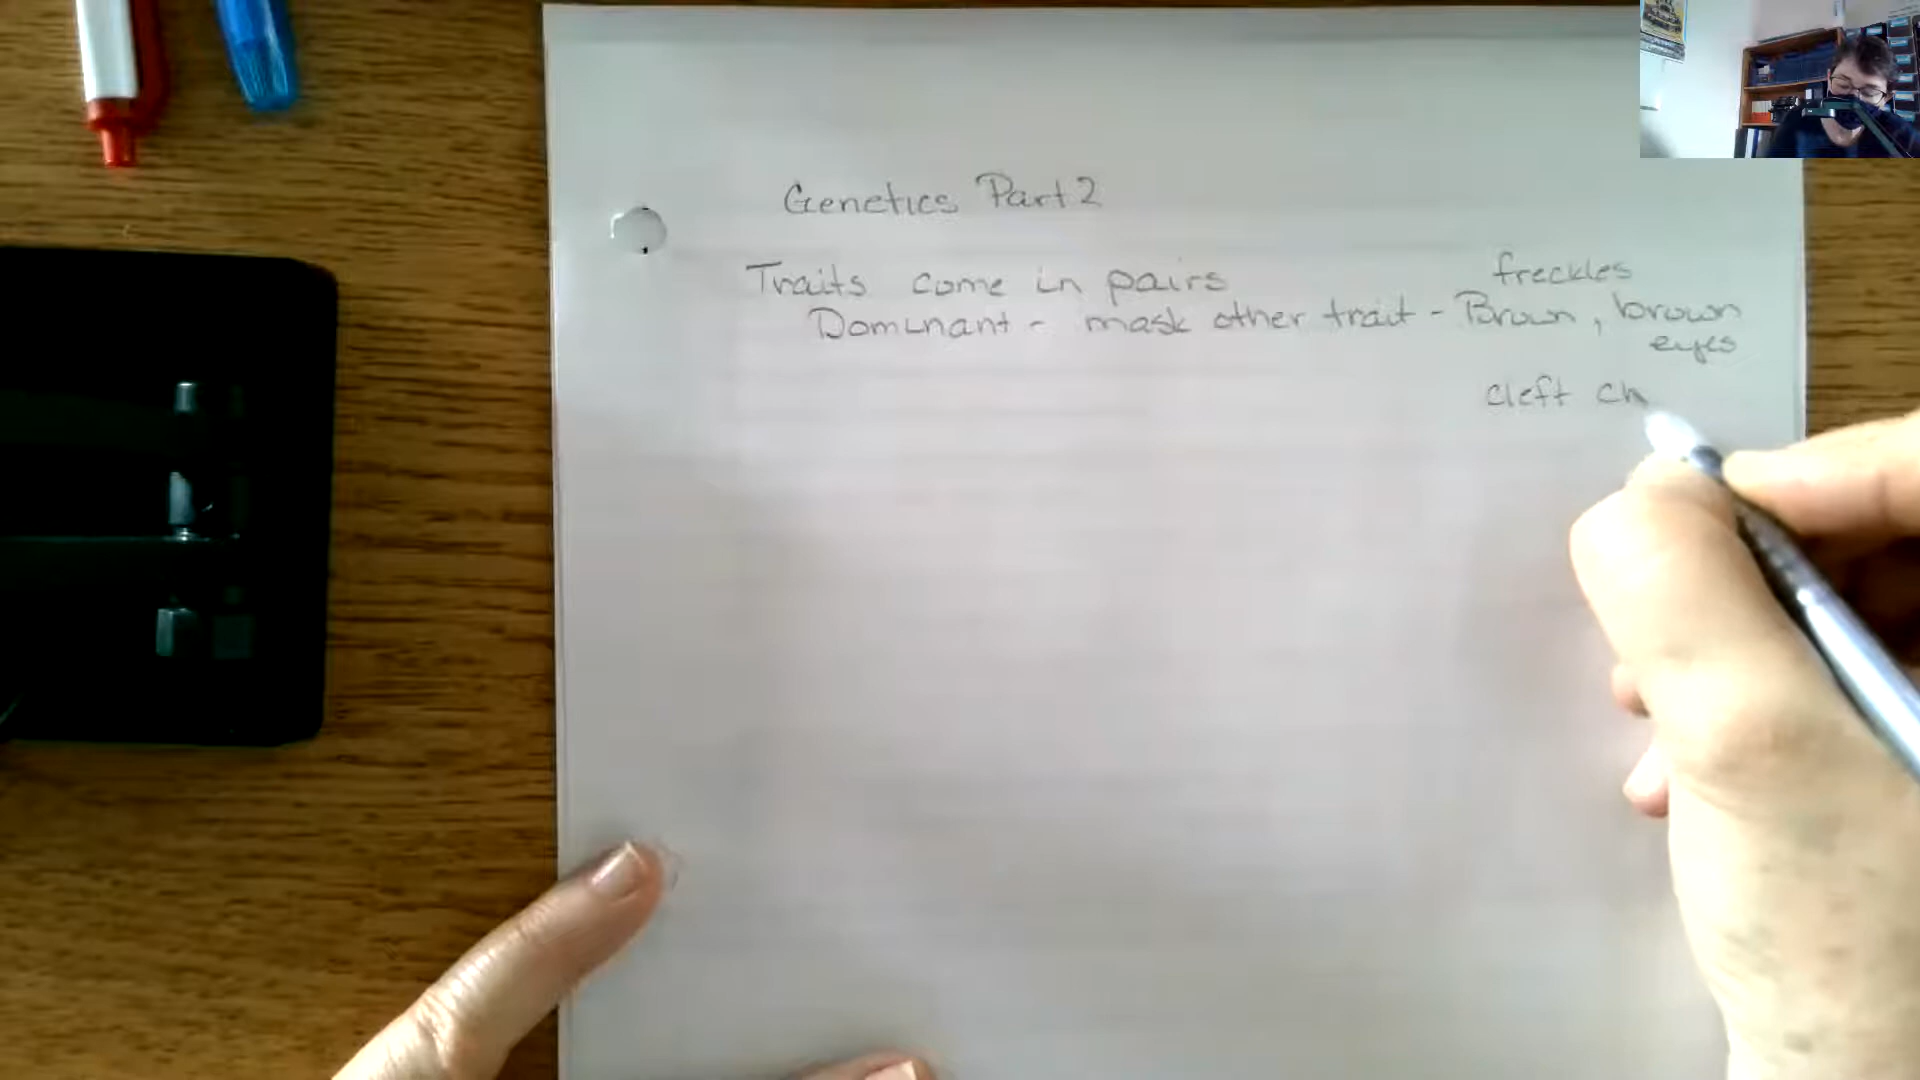 Genetics Part 2
Traits come in pairs
freckles
Dominant - mask other trait - Brown, brown
eyes
cleft ch